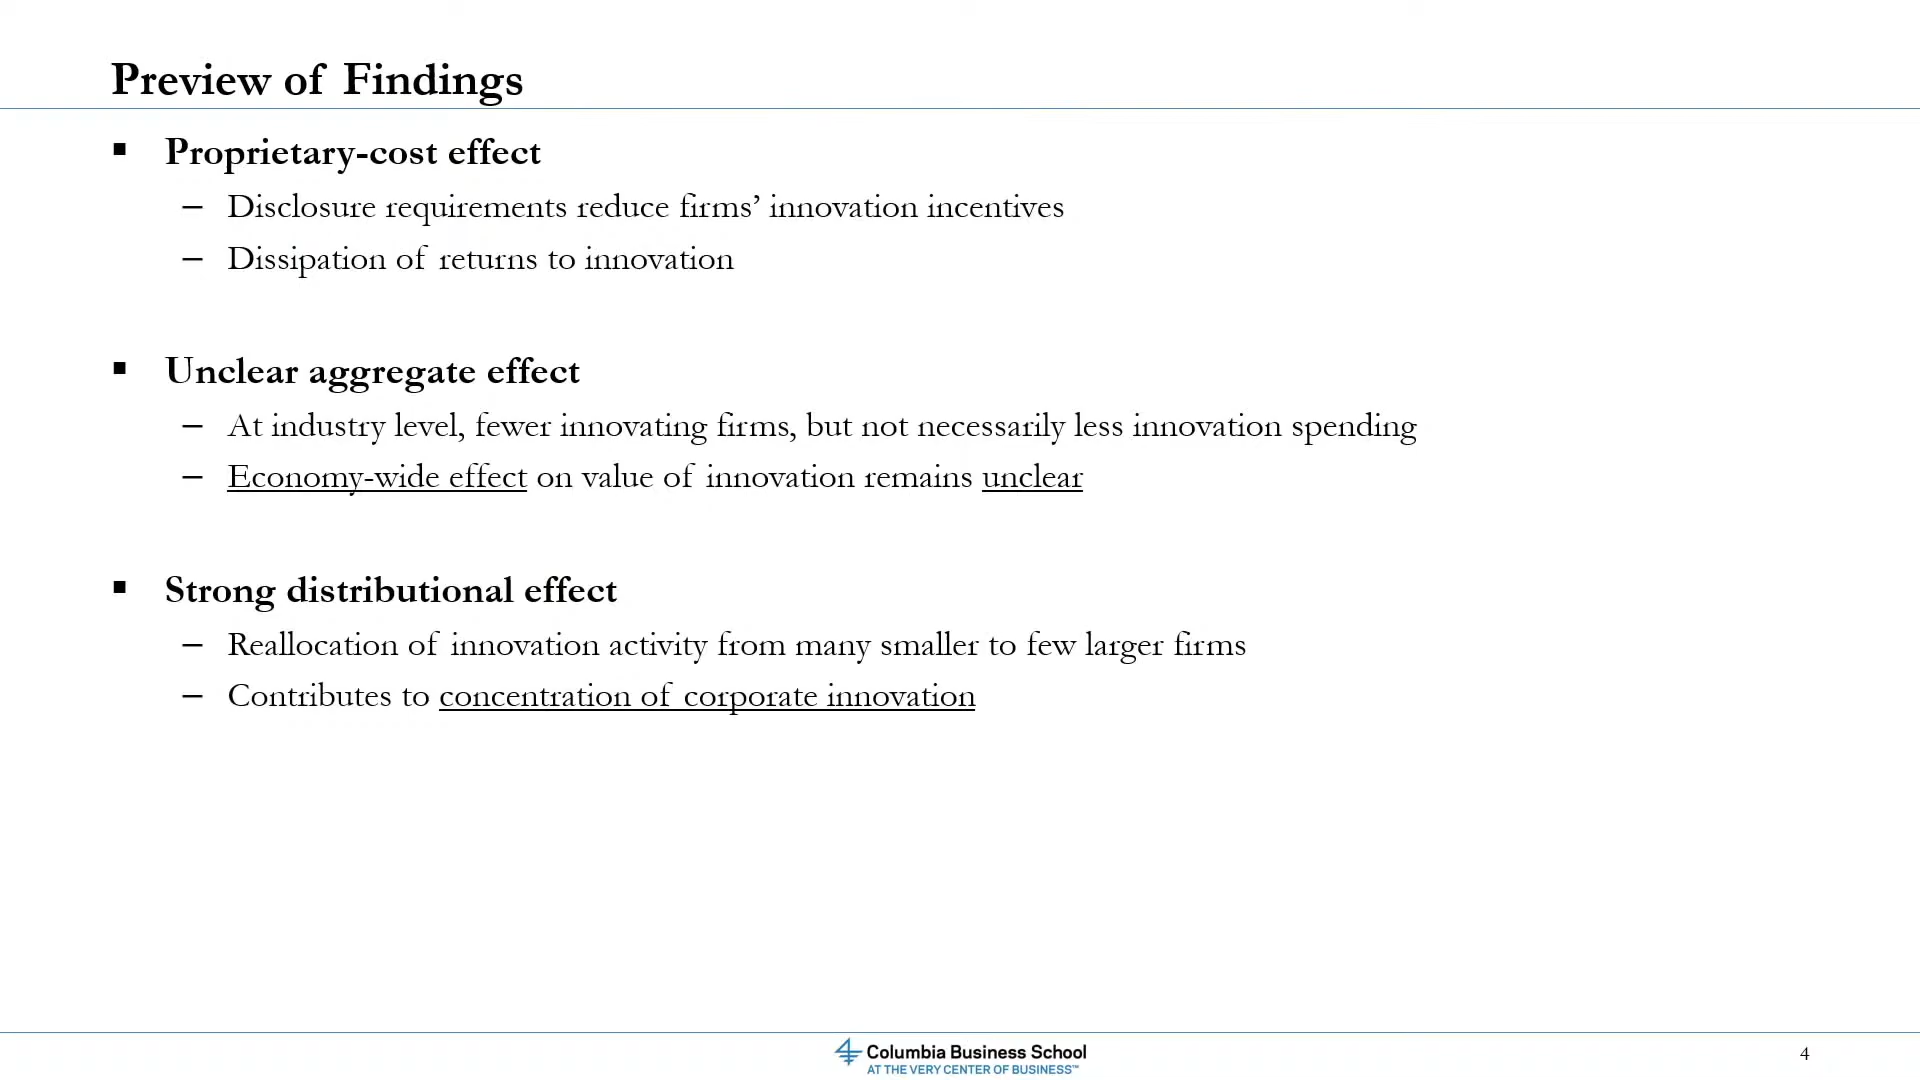 Preview of Findings
▪ Proprietary-cost effect
– Disclosure requirements reduce firms’ innovation incentives
– Dissipation of returns to innovation
▪ Unclear aggregate effect
– At industry level, fewer innovating firms, but not necessarily less innovation spending
– Economy-wide effect on value of innovation remains unclear
▪ Strong distributional effect
– Reallocation of innovation activity from many smaller to few larger firms
– Contributes to concentration of corporate innovation
Columbia Business School
AT THE VERY CENTER OF BUSINESS™
4